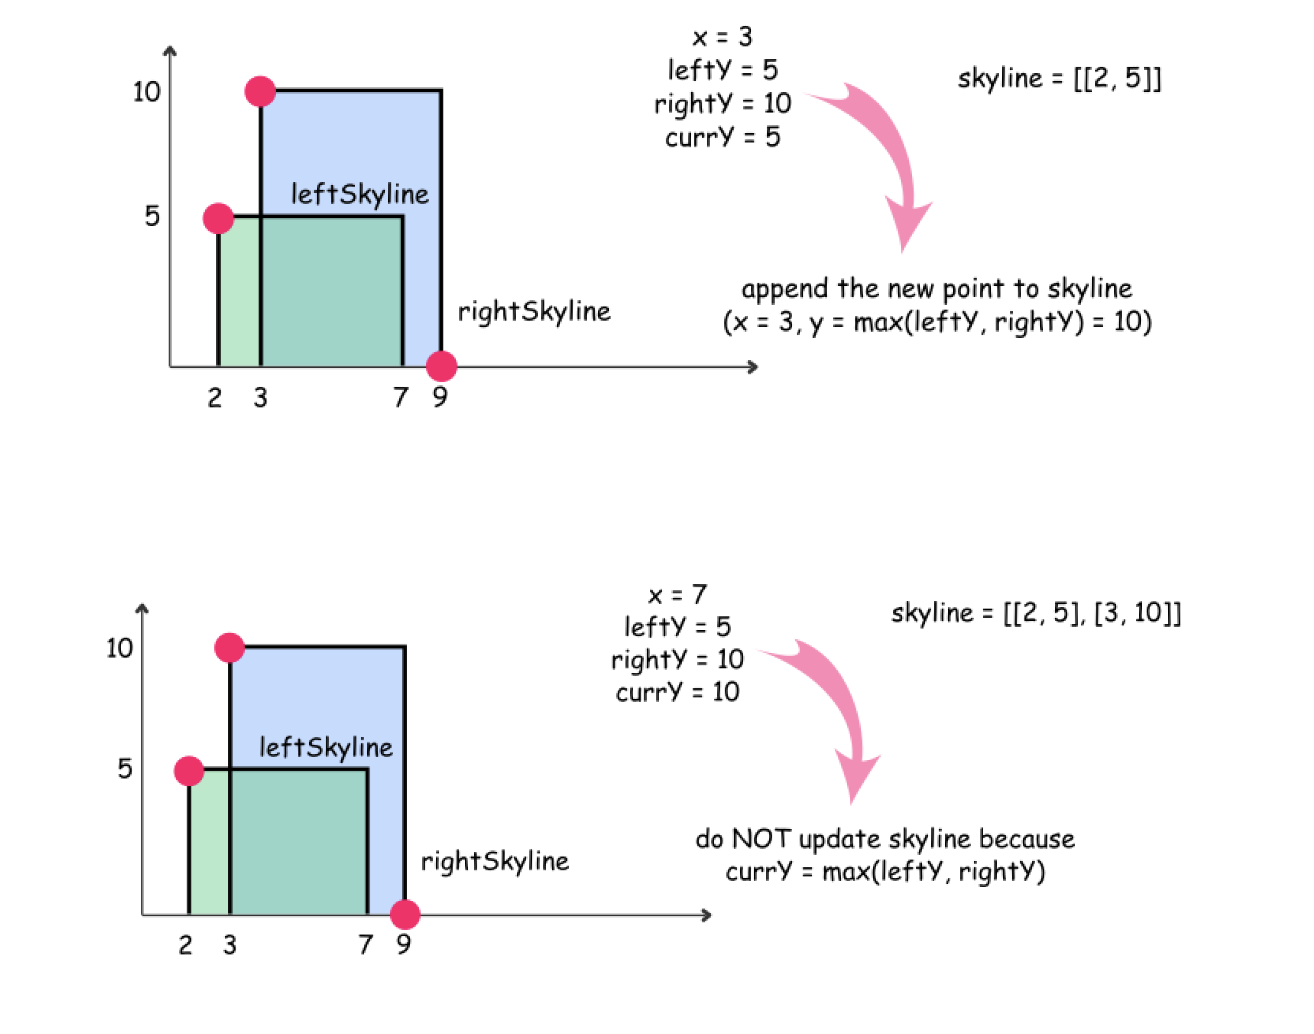 x = 3
leftY = 5
rightY = 10
currY = 5
skyline = [[2, 5]]
10
leftSkyline
5
rightSkyline
append the new point to skyline
(x = 3, y = max(leftY, rightY) = 10)
2 3 7 9
x = 7
leftY = 5
rightY = 10
currY = 10
skyline = [[2, 5], [3, 10]]
10
leftSkyline
5
rightSkyline
do NOT update skyline because
currY = max(leftY, rightY)
2 3 7 9